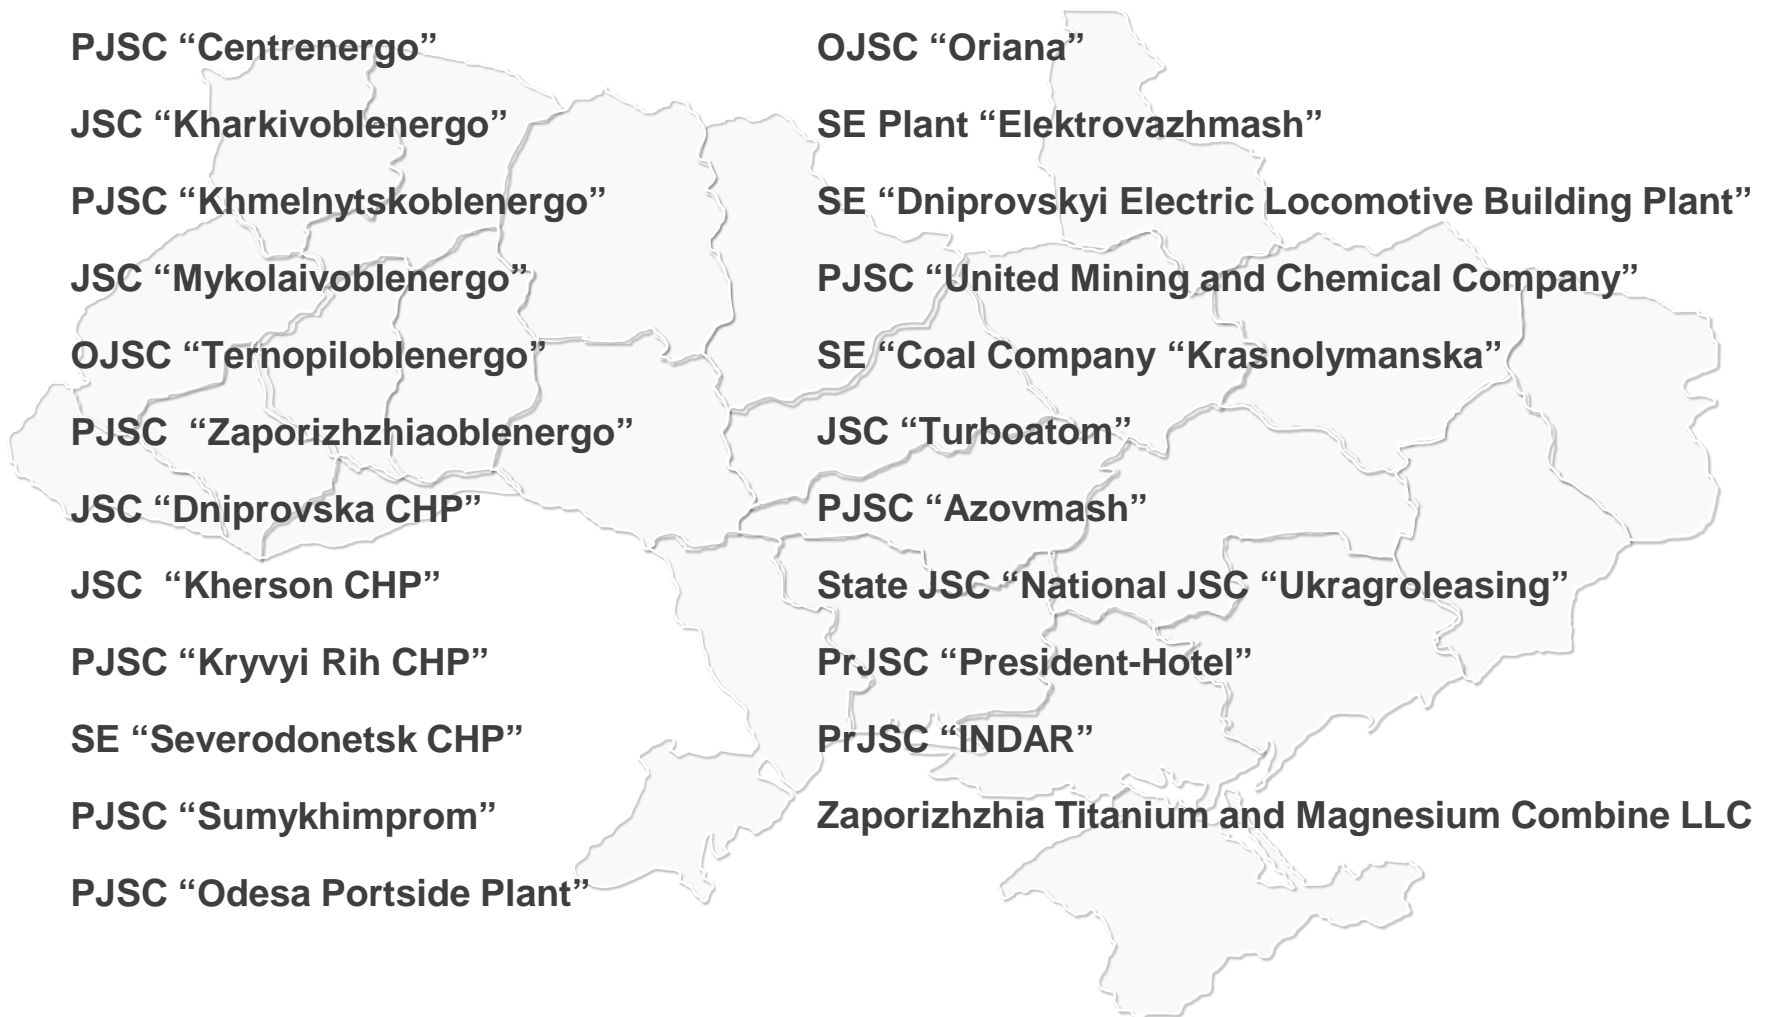 PJSC “Centrenergo”
JSC “Kharkivoblenergo”
PJSC “Khmelnytskoblenergo”
JSC “Mykolaivoblenergo”
OJSC “Ternopiloblenergo”
PJSC  “Zaporizhzhiaoblenergo”
JSC “Dniprovska CHP”
JSC  “Kherson CHP”
PJSC “Kryvyi Rih CHP”
SE “Severodonetsk CHP”
PJSC “Sumykhimprom”
PJSC “Odesa Portside Plant”
OJSC “Oriana”
SE Plant “Elektrovazhmash”
SE “Dniprovskyi Electric Locomotive Building Plant”
PJSC “United Mining and Chemical Company”
SE “Coal Company “Krasnolymanska”
JSC “Turboatom”
PJSC “Azovmash”
State JSC “National JSC “Ukragroleasing”
PrJSC “President-Hotel”
PrJSC “INDAR”
Zaporizhzhia Titanium and Magnesium Combine LLC